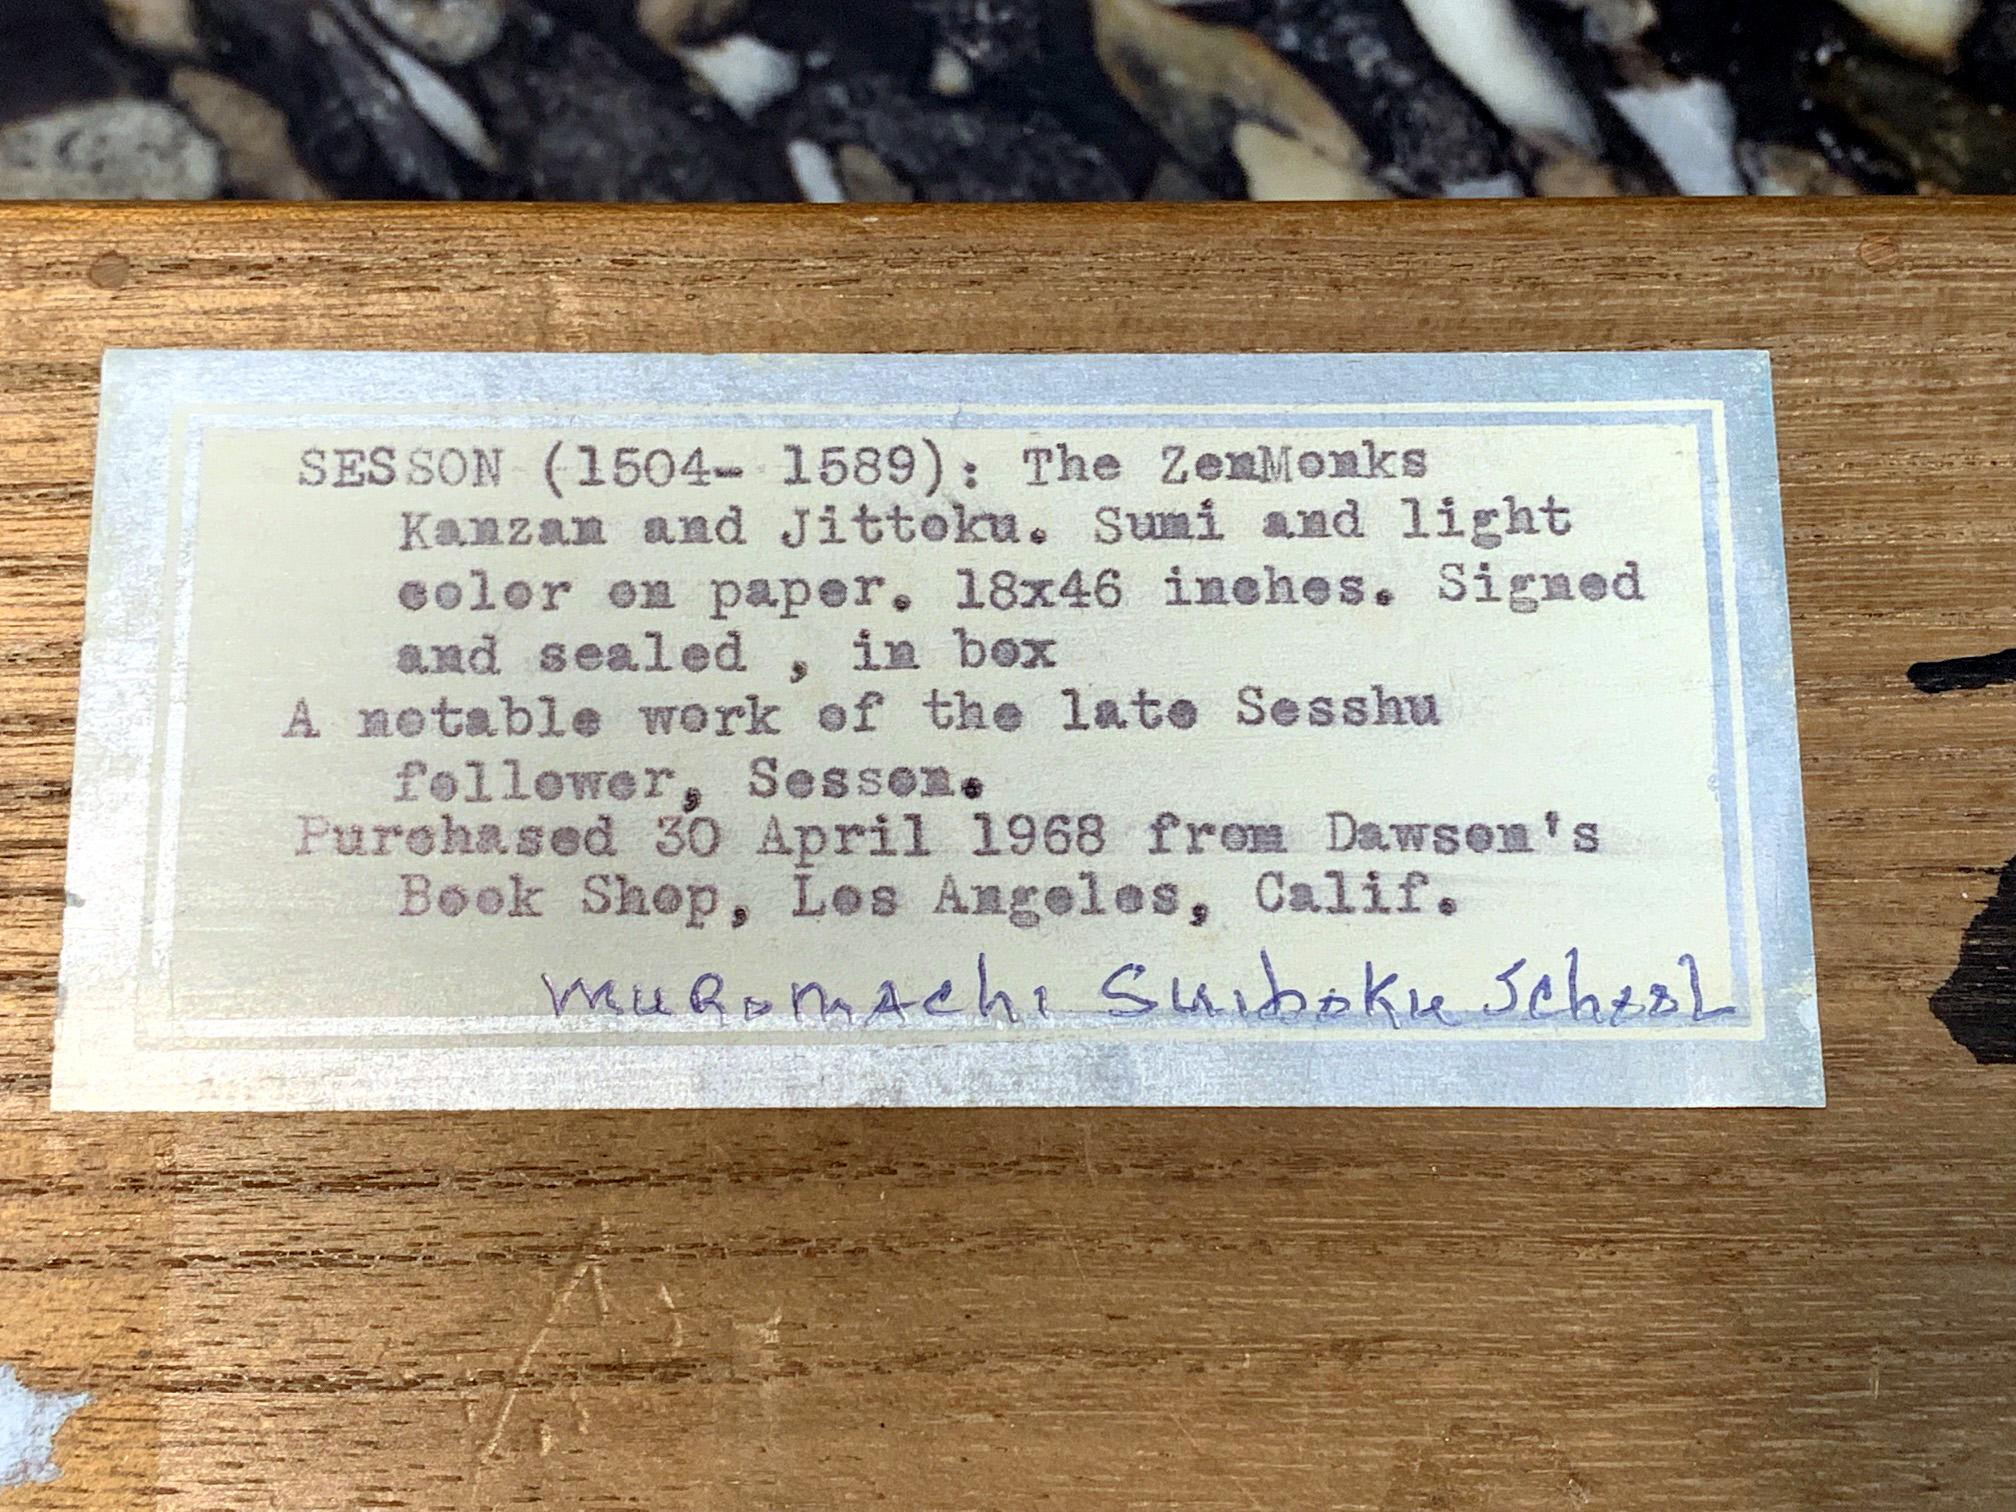 SESSON (1504- 1589): The ZenMonks
Kanzan and Jittoku. Sumi and light
color on paper. 18x46 inches. Signed
and sealed , in box
A notable work of the late Sesshu
follower, Sesson.
Purchased 30 April 1968 from Dawson's
Book Shop, Los Angeles, Calif.
Muromachi Suiboku School